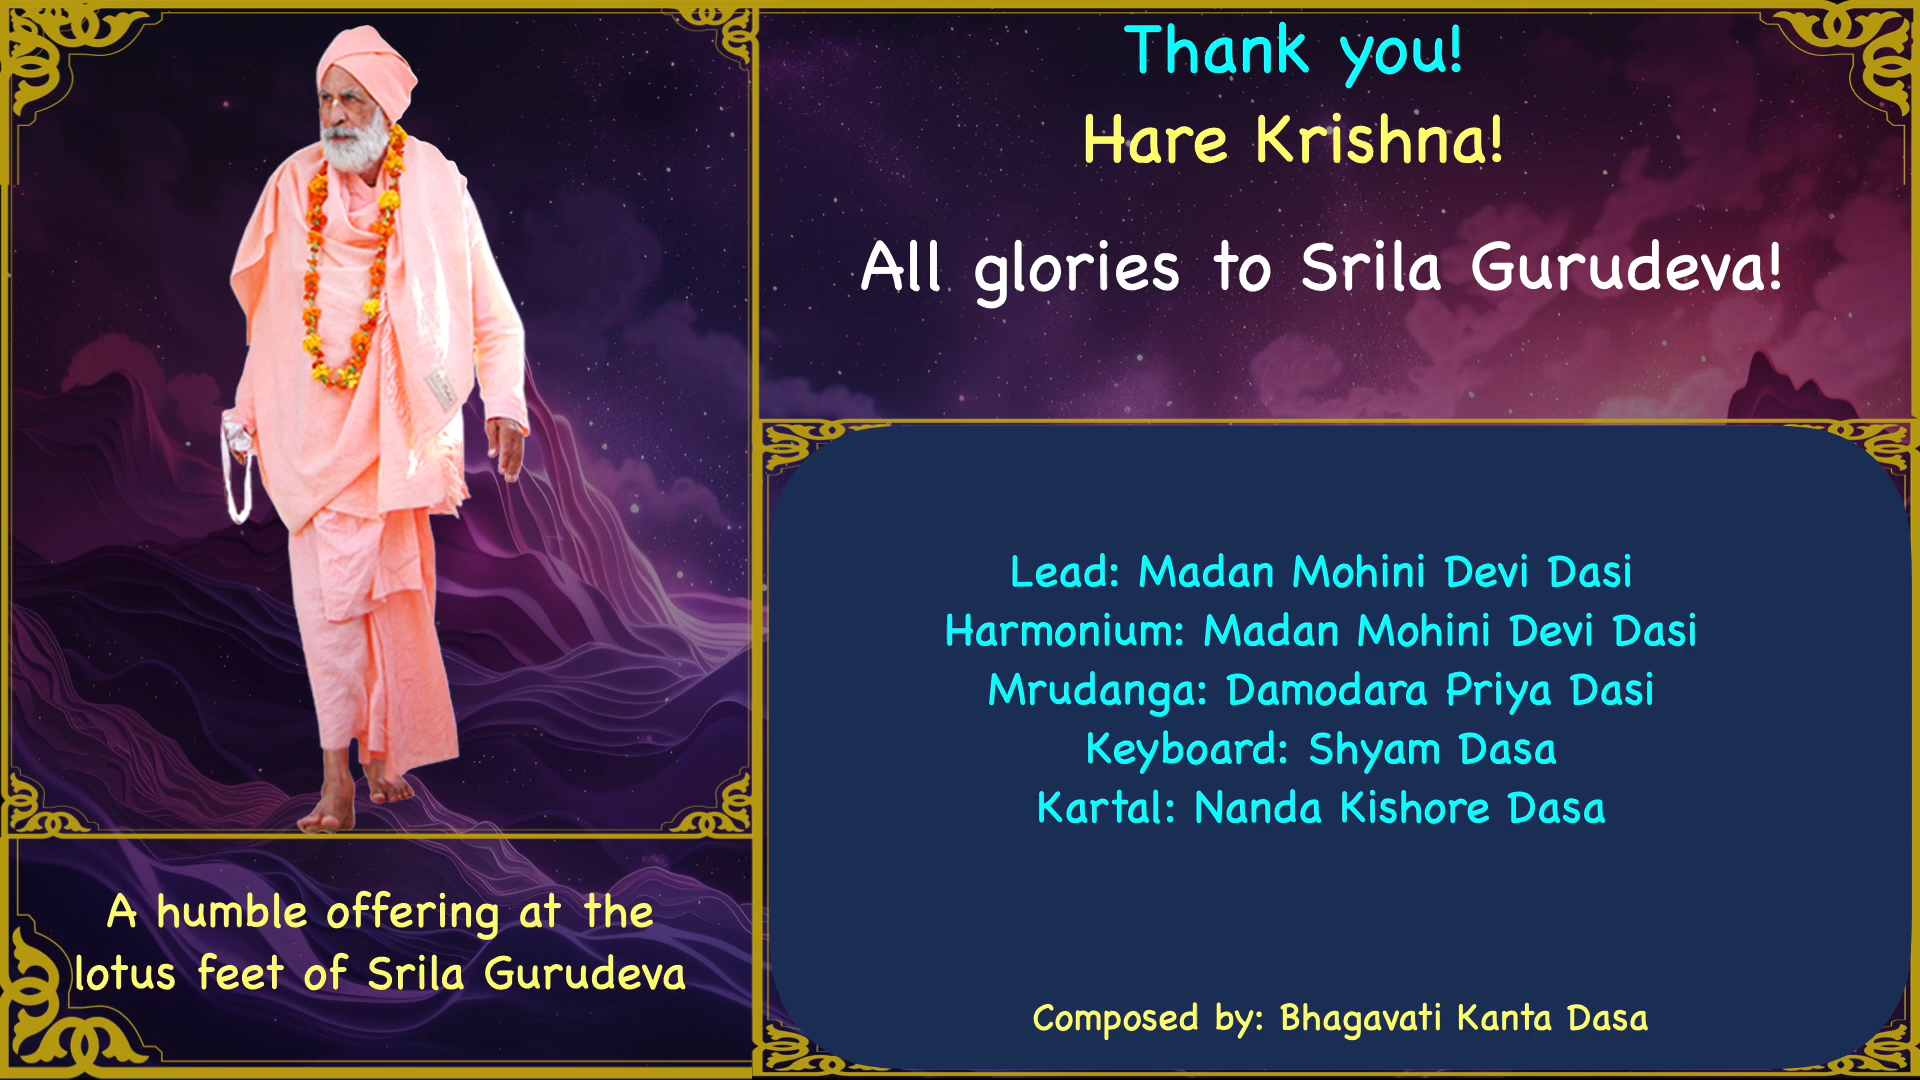 Thank you!
Hare Krishna!
All glories to Srila Gurudeva!
Lead: Madan Mohini Devi Dasi
Harmonium: Madan Mohini Devi Dasi
Mrudanga: Damodara Priya Dasi
Keyboard: Shyam Dasa
Kartal: Nanda Kishore Dasa
Composed by: Bhagavati Kanta Dasa
A humble offering at the
lotus feet of Srila Gurudeva